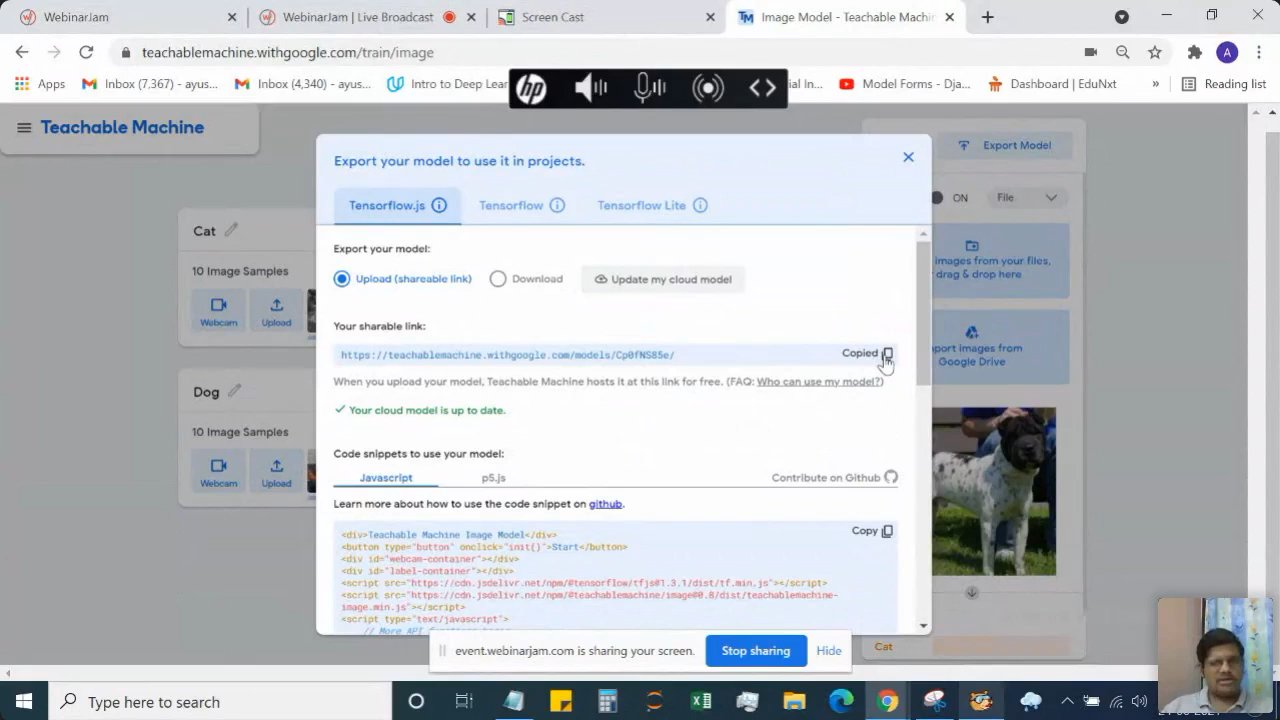 WebinarJam
WebinarJam | Live Broadcast
Screen Cast
Image Model - Teachable Machin
teachablemachine.withgoogle.com/train/image
A
Apps
Inbox (7,367) - ayus...
Inbox (4,340) - ayus...
Intro to Deep Lear
Model Forms - Dja...
Dashboard | EduNxt
»
Reading list
hp
Teachable Machine
Export Model
Export your model to use it in projects.
ON
File
Tensorflow.js
Tensorflow
Tensorflow Lite
Cat
10 Image Samples
Webcam
Upload
Export your model:
Upload (shareable link)
Download
Update my cloud model
images from your files,
drag & drop here
Your sharable link:
https://teachablemachine.withgoogle.com/models/Cp0fNS85e/
Copied
When you upload your model, Teachable Machine hosts it at this link for free. (FAQ: Who can use my model?)
port images from
Google Drive
Your cloud model is up to date.
Dog
10 Image Samples
Webcam
Upload
Code snippets to use your model:
Javascript
p5.js
Contribute on Github
Learn more about how to use the code snippet on github.
Copy
<div>Teachable Machine Image Model</div>
<button type="button" onclick="init()">Start</button>
<div id="webcam-container"></div>
<div id="label-container"></div>
<script src="https://cdn.jsdelivr.net/npm/@tensorflow/tfjs@1.3.1/dist/tf.min.js"></script>
<script src="https://cdn.jsdelivr.net/npm/@teachablemachine/image@0.8/dist/teachablemachine-
image.min.js"></script>
<script type="text/javascript">
// More API functions here:
event.webinarjam.com is sharing your screen.
Stop sharing
Hide
Cat
Type here to search